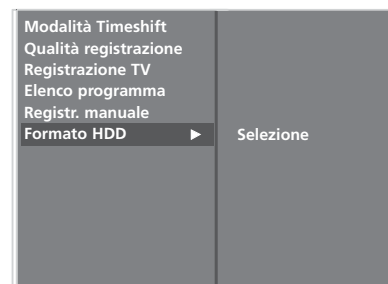 Modalità Timeshift
Qualità registrazione
Registrazione TV
Elenco programma
Registr. manuale
Formato HDD ▶ Selezione